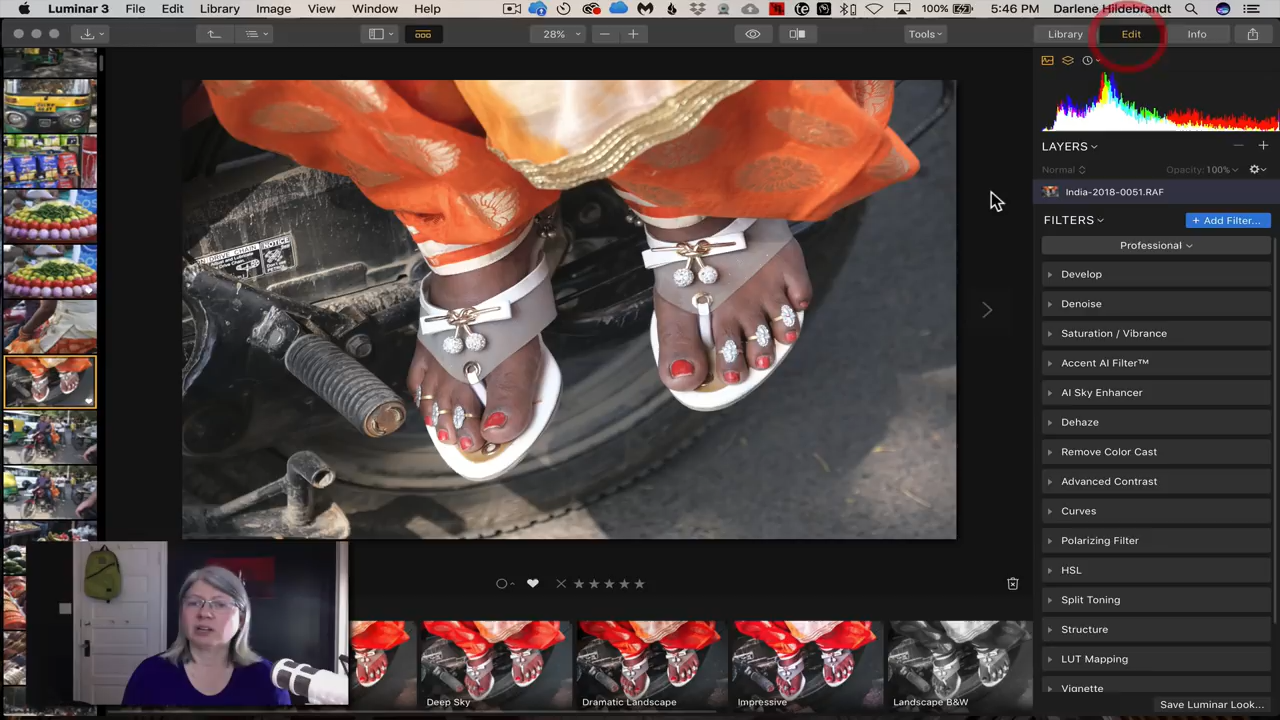 Luminar 3 File Edit Library Image View Window Help 100% 5:46 PM Darlene Hildebrandt
28% Tools Library Edit Info
LAYERS
Normal Opacity: 100%
India-2018-0051.RAF
FILTERS + Add Filter...
Professional
Develop
Denoise
Saturation / Vibrance
Accent AI Filter™
AI Sky Enhancer
Dehaze
Remove Color Cast
Advanced Contrast
Curves
Polarizing Filter
HSL
Split Toning
Structure
LUT Mapping
Vignette
Save Luminar Look...
NOTICE
DRIVE CHAIN
Deep Sky Dramatic Landscape Impressive Landscape B&W